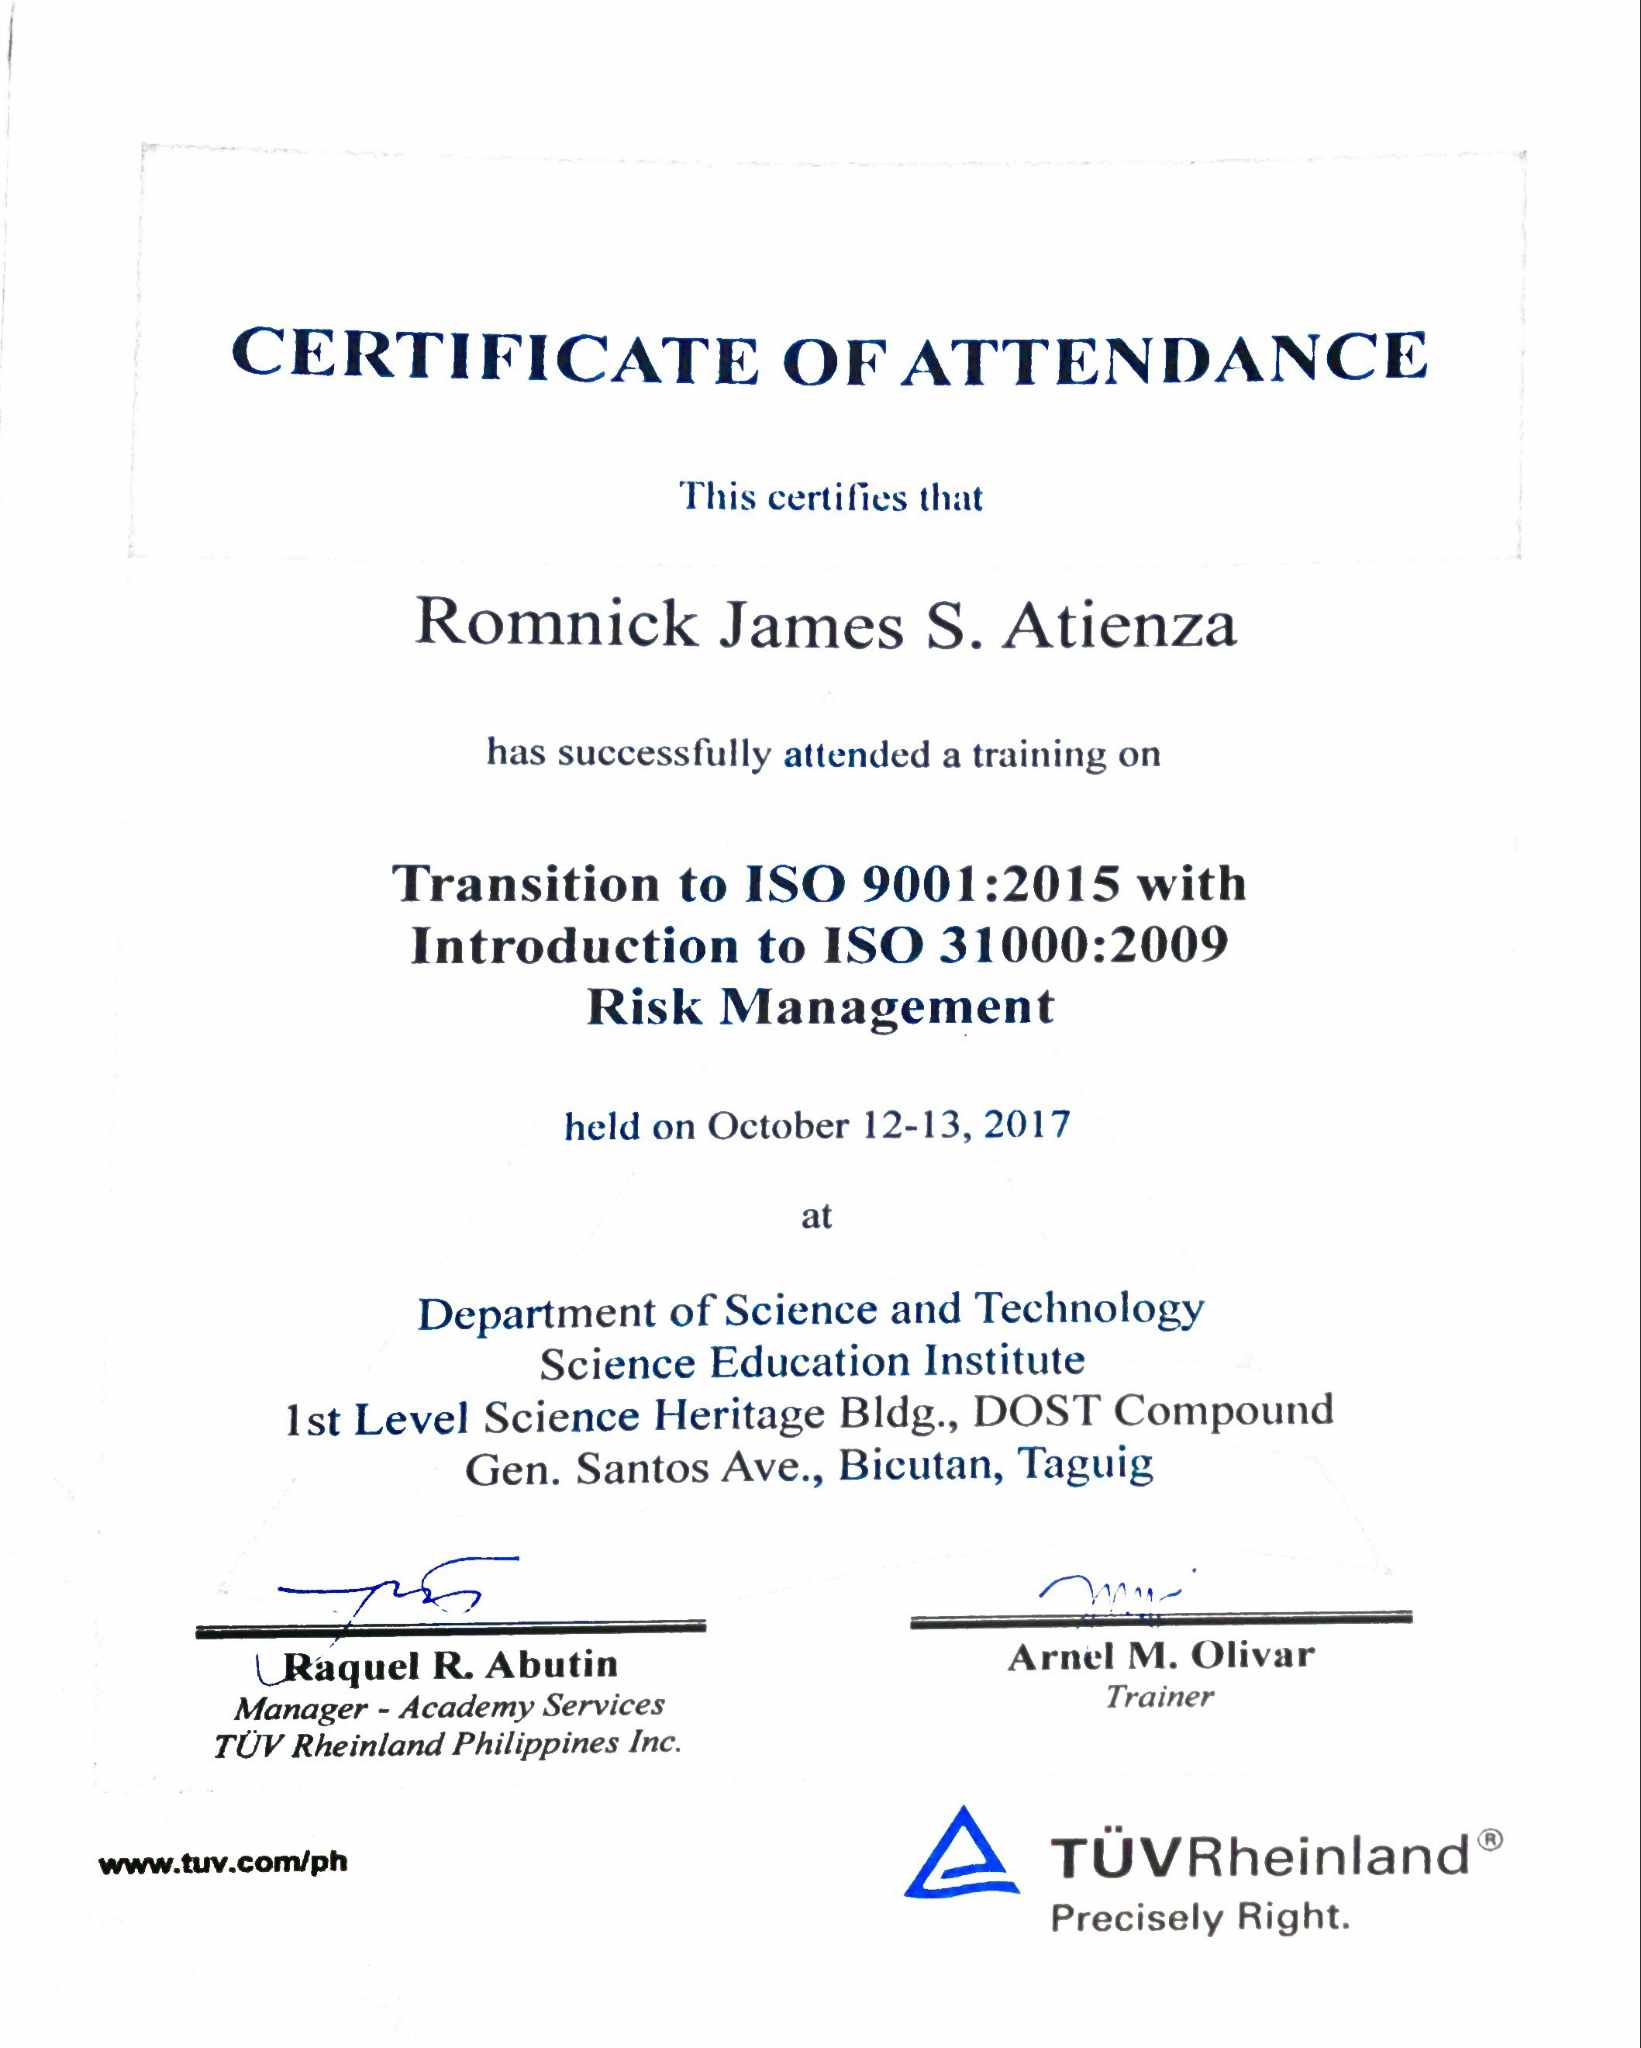 CERTIFICATE OF ATTENDANCE
This certifies that
Romnick James S. Atienza
has successfully attended a training on
Transition to ISO 9001:2015 with
Introduction to ISO 31000:2009
Risk Management
held on October 12-13, 2017
at
Department of Science and Technology
Science Education Institute
1st Level Science Heritage Bldg., DOST Compound
Gen. Santos Ave., Bicutan, Taguig
Raquel R. Abutin
Manager - Academy Services
TÜV Rheinland Philippines Inc.
Arnel M. Olivar
Trainer
www.tuv.com/ph
TÜVRheinland®
Precisely Right.